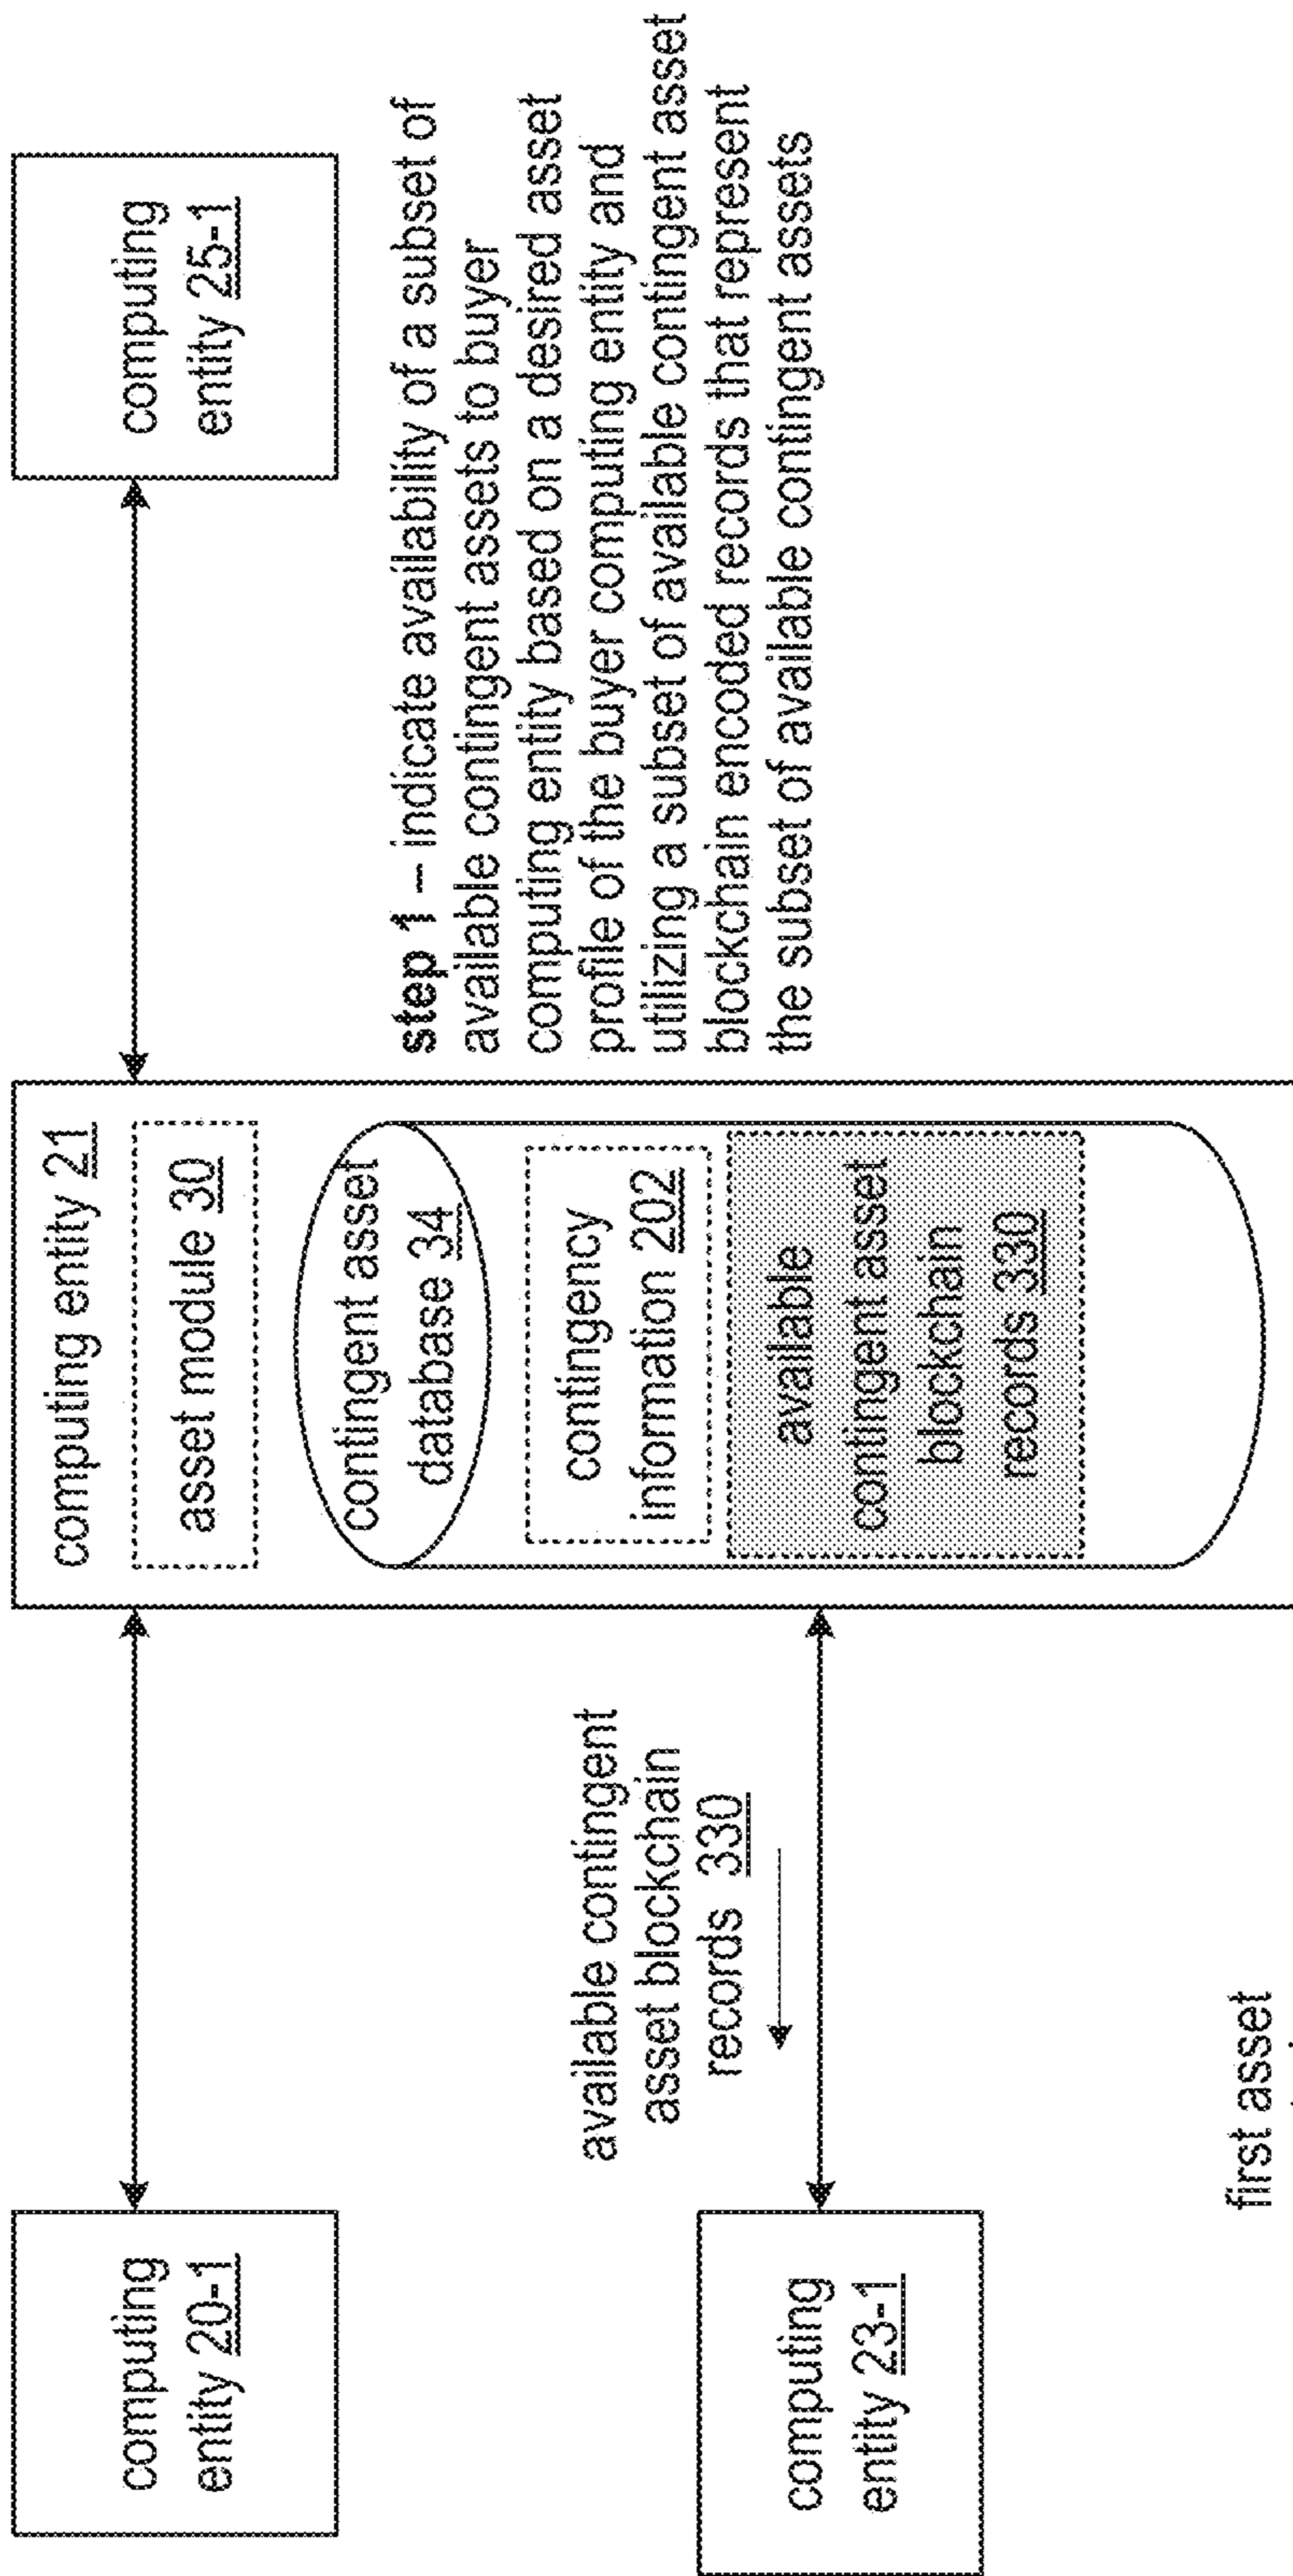 computing
entity 20-1
computing entity 21
asset module 30
contingent asset
database 34
contingency
information 202
available
contingent asset
blockchain
records 330
computing
entity 25-1
step 1 – indicate availability of a subset of
available contingent assets to buyer
computing entity based on a desired asset
profile of the buyer computing entity and
utilizing a subset of available contingent asset
blockchain encoded records that represent
the subset of available contingent assets
available contingent
asset blockchain
records 330
computing
entity 23-1
first asset